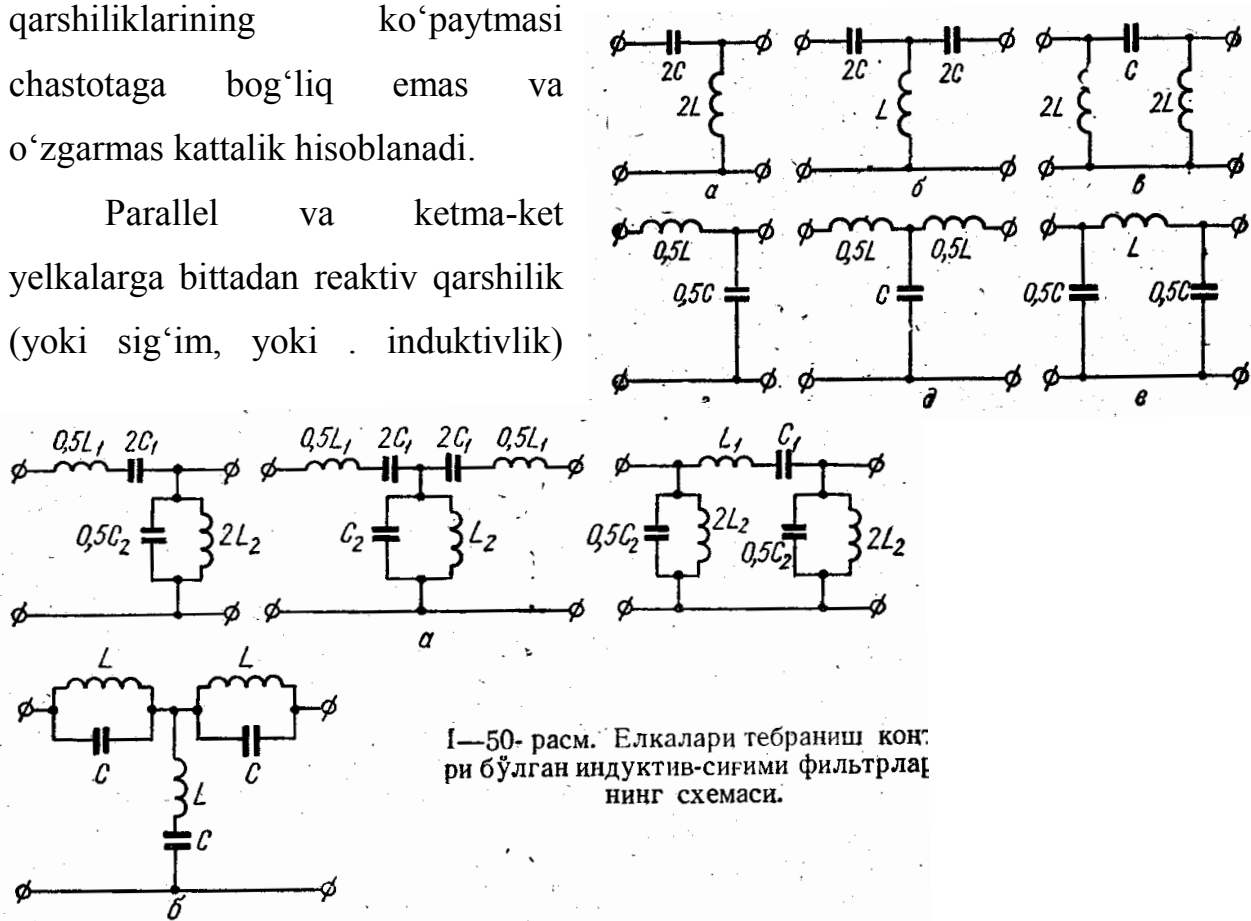 qarshiliklarining ko‘paytmasi
chastotaga bog‘liq emas va
o‘zgarmas kattalik hisoblanadi.
Parallel va ketma-ket
yelkalarga bittadan reaktiv qarshilik
(yoki sig‘im, yoki . induktivlik)
2C 2C 2C C
2L L 2L 2L
а б в
0,5L 0,5L 0,5L L
0,5C C 0,5C 0,5C
г д е
0,5L₁ 2C₁ 0,5L₁ 2C₁ 2C₁ 0,5L₁ L₁ C₁
0,5C₂ 2L₂ C₂ L₂ 0,5C₂ 2L₂ 0,5C₂ 2L₂
а
L L
C C
L
C
б
I—50- расм. Елкалари тебраниш кон
ри бўлган индуктив-сиғими фильтрлар
нинг схемаси.